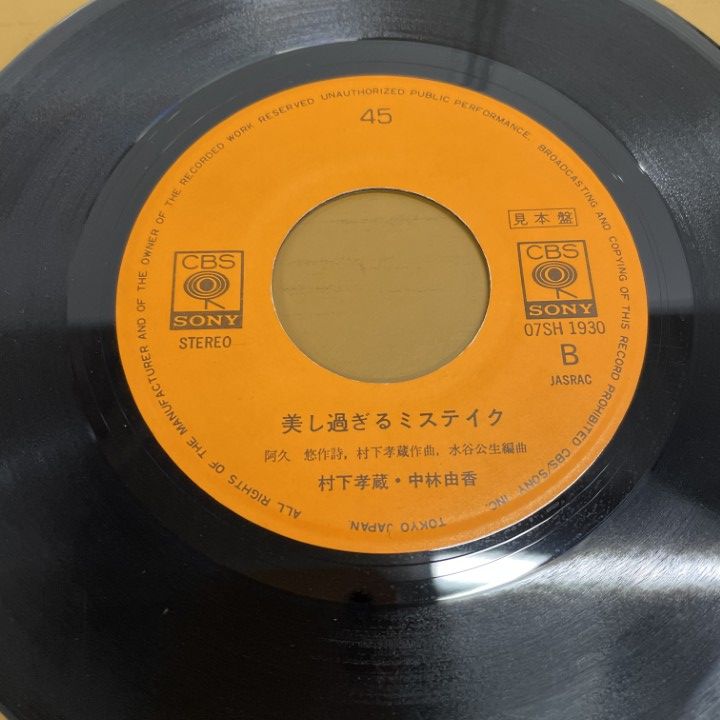 ALL RIGHTS OF THE MANUFACTURER AND OF THE OWNER OF THE RECORDED WORK RESERVED UNAUTHORIZED PUBLIC PERFORMANCE, BROADCASTING AND COPYING OF THIS RECORD PROHIBITED CBS/SONY INC. TOKYO JAPAN.
45
見本盤
CBS
SONY
STEREO
CBS
SONY
07SH 1930
B
JASRAC
美し過ぎるミステイク
阿久 悠作詩, 村下孝蔵作曲, 水谷公生編曲
村下孝蔵・中林由香